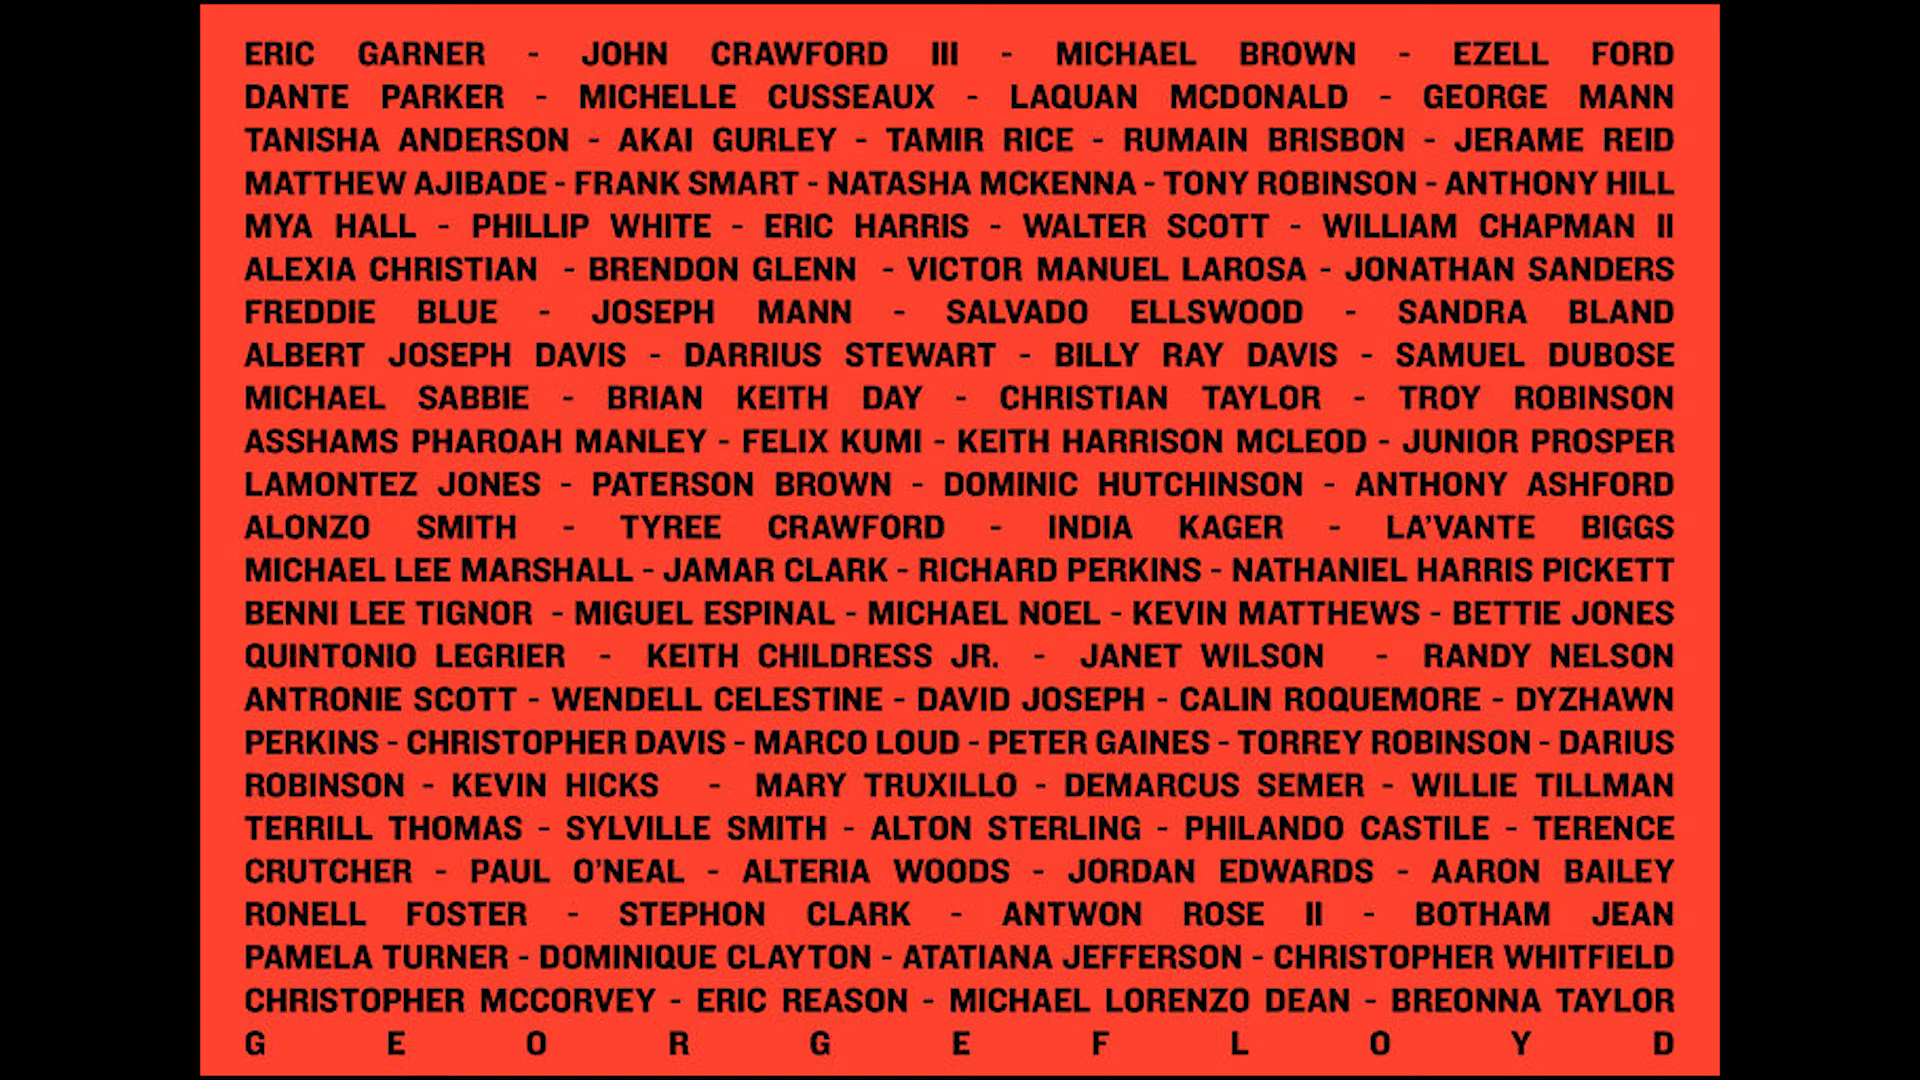 ERIC GARNER - JOHN CRAWFORD III - MICHAEL BROWN - EZELL FORD
DANTE PARKER - MICHELLE CUSSEAUX - LAQUAN MCDONALD - GEORGE MANN
TANISHA ANDERSON - AKAI GURLEY - TAMIR RICE - RUMAIN BRISBON - JERAME REID
MATTHEW AJIBADE - FRANK SMART - NATASHA MCKENNA - TONY ROBINSON - ANTHONY HILL
MYA HALL - PHILLIP WHITE - ERIC HARRIS - WALTER SCOTT - WILLIAM CHAPMAN II
ALEXIA CHRISTIAN - BRENDON GLENN - VICTOR MANUEL LAROSA - JONATHAN SANDERS
FREDDIE BLUE - JOSEPH MANN - SALVADO ELLSWOOD - SANDRA BLAND
ALBERT JOSEPH DAVIS - DARRIUS STEWART - BILLY RAY DAVIS - SAMUEL DUBOSE
MICHAEL SABBIE - BRIAN KEITH DAY - CHRISTIAN TAYLOR - TROY ROBINSON
ASSHAMS PHAROAH MANLEY - FELIX KUMI - KEITH HARRISON MCLEOD - JUNIOR PROSPER
LAMONTEZ JONES - PATERSON BROWN - DOMINIC HUTCHINSON - ANTHONY ASHFORD
ALONZO SMITH - TYREE CRAWFORD - INDIA KAGER - LA'VANTE BIGGS
MICHAEL LEE MARSHALL - JAMAR CLARK - RICHARD PERKINS - NATHANIEL HARRIS PICKETT
BENNI LEE TIGNOR - MIGUEL ESPINAL - MICHAEL NOEL - KEVIN MATTHEWS - BETTIE JONES
QUINTONIO LEGRIER - KEITH CHILDRESS JR. - JANET WILSON - RANDY NELSON
ANTRONIE SCOTT - WENDELL CELESTINE - DAVID JOSEPH - CALIN ROQUEMORE - DYZHAWN
PERKINS - CHRISTOPHER DAVIS - MARCO LOUD - PETER GAINES - TORREY ROBINSON - DARIUS
ROBINSON - KEVIN HICKS - MARY TRUXILLO - DEMARCUS SEMER - WILLIE TILLMAN
TERRILL THOMAS - SYLVILLE SMITH - ALTON STERLING - PHILANDO CASTILE - TERENCE
CRUTCHER - PAUL O'NEAL - ALTERIA WOODS - JORDAN EDWARDS - AARON BAILEY
RONELL FOSTER - STEPHON CLARK - ANTWON ROSE II - BOTHAM JEAN
PAMELA TURNER - DOMINIQUE CLAYTON - ATATIANA JEFFERSON - CHRISTOPHER WHITFIELD
CHRISTOPHER MCCORVEY - ERIC REASON - MICHAEL LORENZO DEAN - BREONNA TAYLOR
G E O R G E F L O Y D